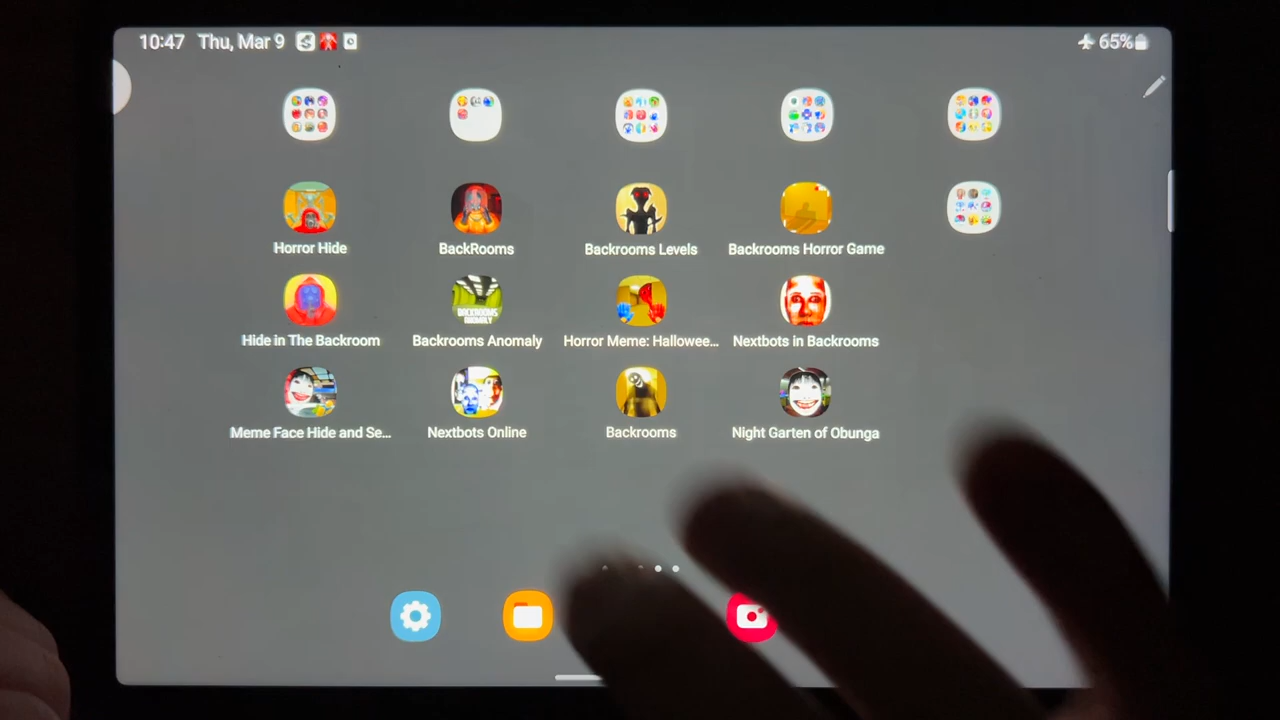 10:47 Thu, Mar 9 65%
Horror Hide BackRooms Backrooms Levels Backrooms Horror Game
Hide in The Backroom Backrooms Anomaly Horror Meme: Hallowee... Nextbots in Backrooms
Meme Face Hide and Se... Nextbots Online Backrooms Night Garten of Obunga